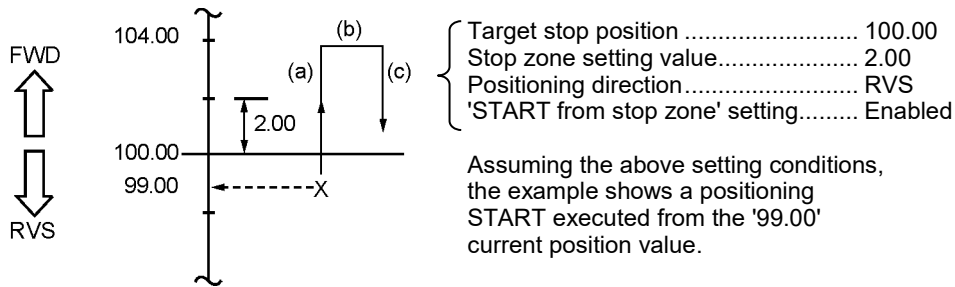 FWD
RVS
104.00
100.00
99.00
(a)
(b)
(c)
2.00
X
Target stop position ........................... 100.00
Stop zone setting value...................... 2.00
Positioning direction........................... RVS
'START from stop zone' setting......... Enabled
Assuming the above setting conditions,
the example shows a positioning
START executed from the '99.00'
current position value.